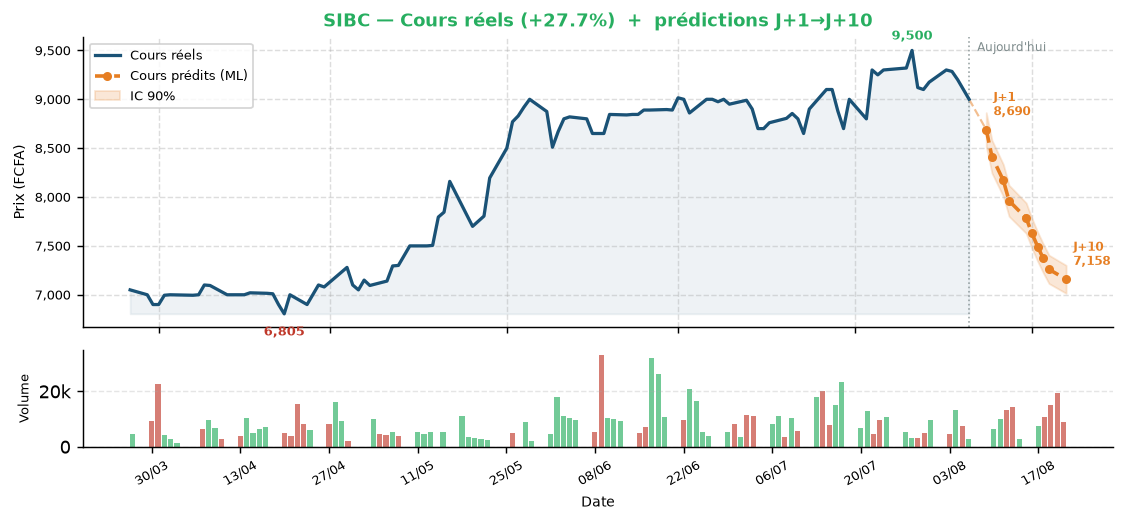 SIBC — Cours réels (+27.7%)  +  prédictions J+1→J+10
9,500
Aujourd'hui
Cours réels
Cours prédits (ML)
IC 90%
J+1
8,690
J+10
7,158
6,805
Prix (FCFA)
9,500
9,000
8,500
8,000
7,500
7,000
Volume
20k
0
30/03
13/04
27/04
11/05
25/05
08/06
22/06
06/07
20/07
03/08
17/08
Date